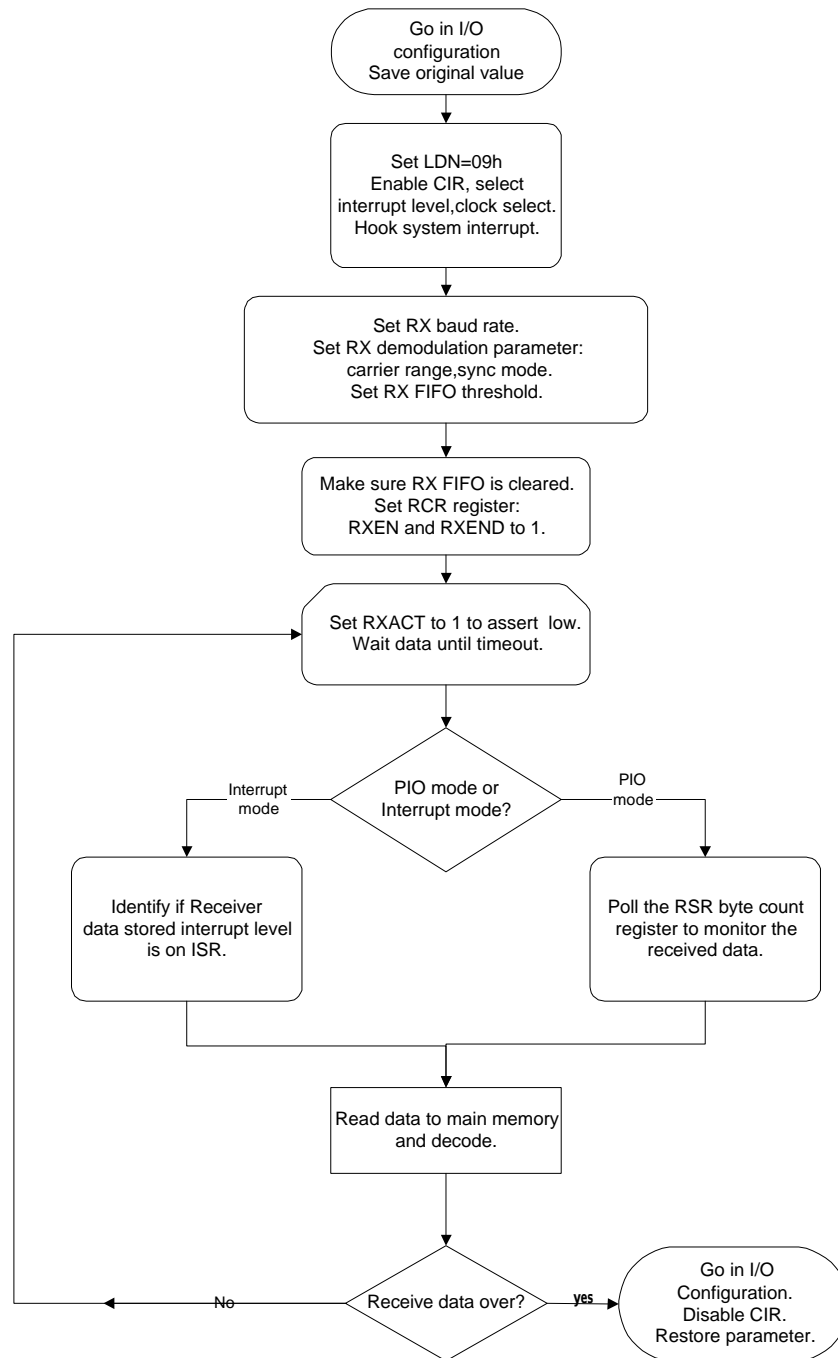 Go in I/O
configuration
Save original value
Set LDN=09h
Enable CIR, select
interrupt level,clock select.
Hook system interrupt.
Set RX baud rate.
Set RX demodulation parameter:
carrier range,sync mode.
Set RX FIFO threshold.
Make sure RX FIFO is cleared.
Set RCR register:
RXEN and RXEND to 1.
Set RXACT to 1 to assert low.
Wait data until timeout.
PIO mode or
Interrupt mode?
Interrupt
mode
PIO
mode
Identify if Receiver
data stored interrupt level
is on ISR.
Poll the RSR byte count
register to monitor the
received data.
Read data to main memory
and decode.
Receive data over?
No
yes
Go in I/O
Configuration.
Disable CIR.
Restore parameter.